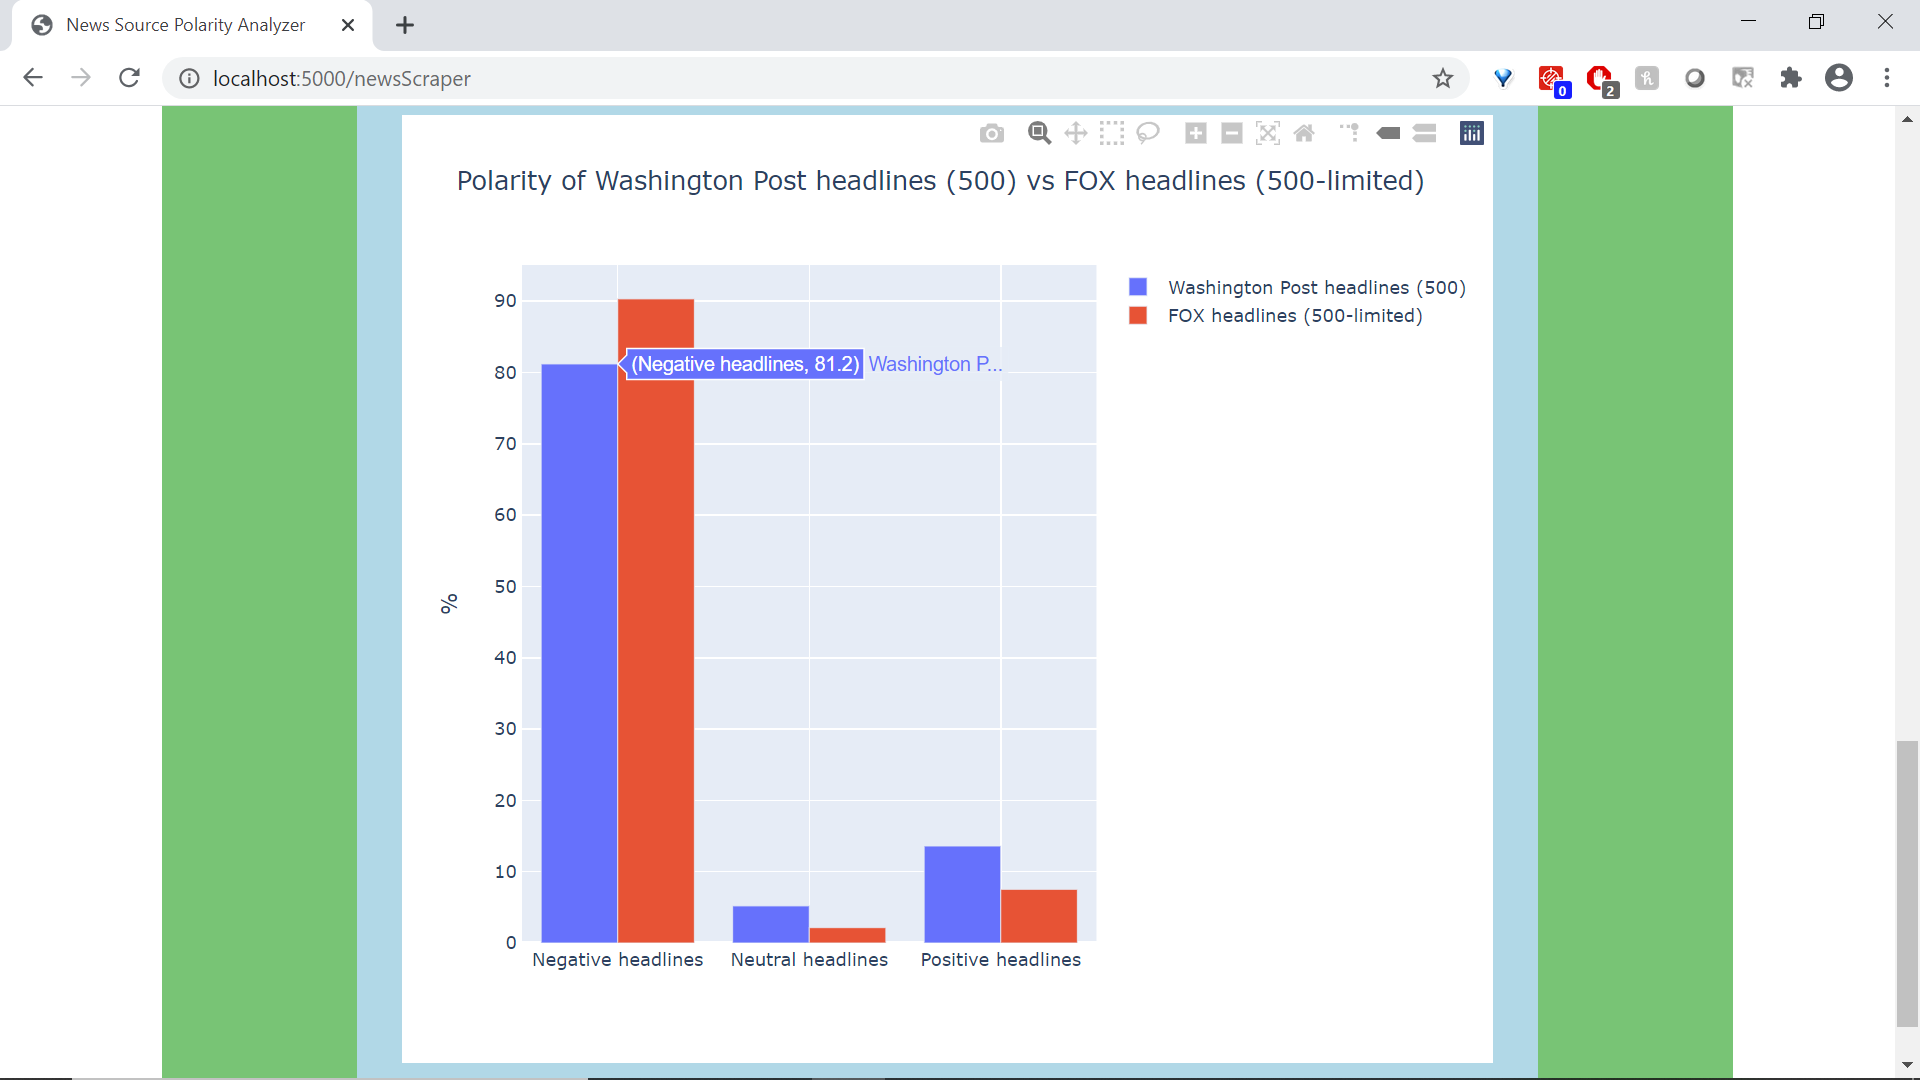 News Source Polarity Analyzer
localhost:5000/newsScraper
0
2
Polarity of Washington Post headlines (500) vs FOX headlines (500-limited)
Washington Post headlines (500)
FOX headlines (500-limited)
90
(Negative headlines, 81.2) Washington P...
80
70
60
50
%
40
30
20
10
0
Negative headlines Neutral headlines Positive headlines